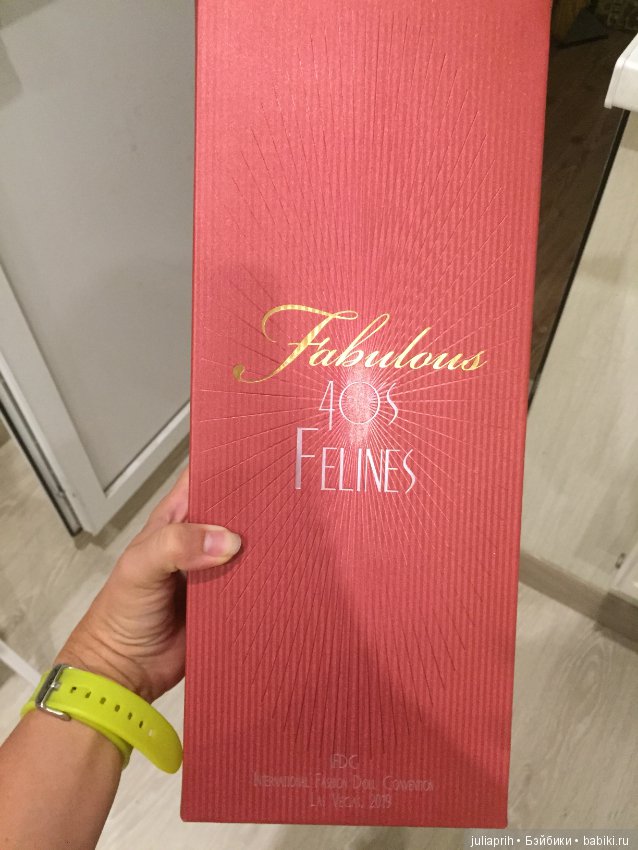 Fabulous
40s
FELINES
IFDC
INTERNATIONAL FASHION DOLL CONVENTION
LAS VEGAS, 2019
juliaprih • Бэйбики • babiki.ru